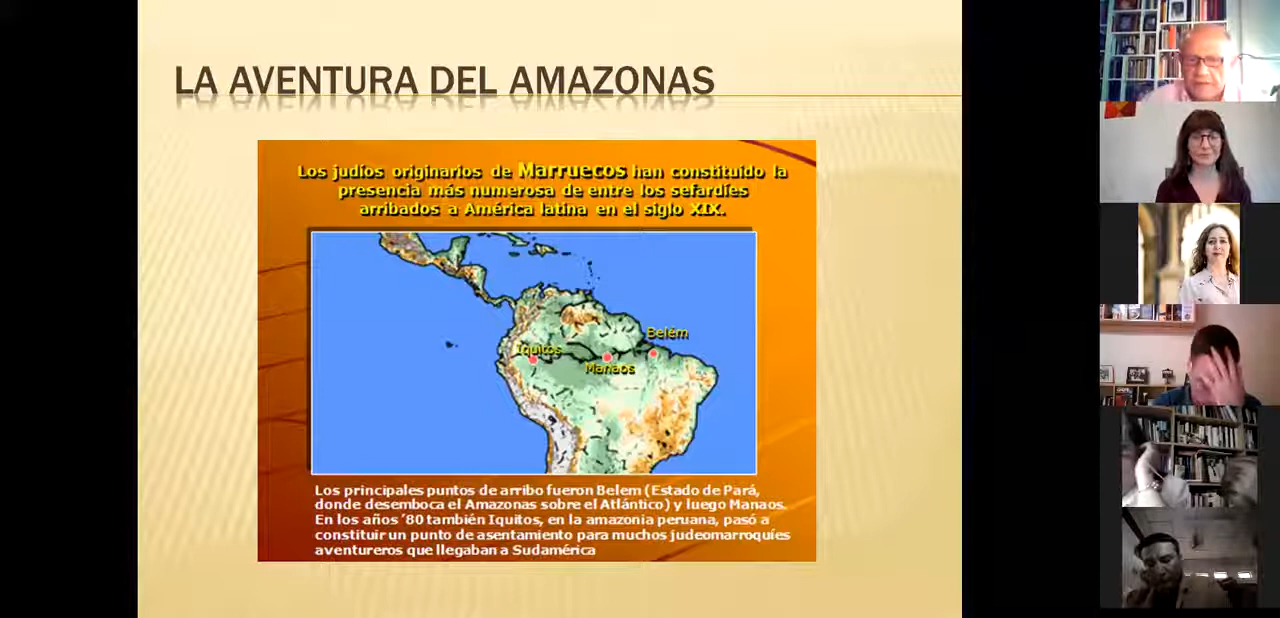 LA AVENTURA DEL AMAZONAS
Los judíos originarios de Marruecos han constituido la
presencia más numerosa de entre los sefardíes
arribados a América latina en el siglo XIX.
Belém
Iquitos
Manaos
Los principales puntos de arribo fueron Belem (Estado de Pará,
donde desemboca el Amazonas sobre el Atlántico) y luego Manaos.
En los años ´80 también Iquitos, en la amazonia peruana, pasó a
constituir un punto de asentamiento para muchos judeomarroquíes
aventureros que llegaban a Sudamérica